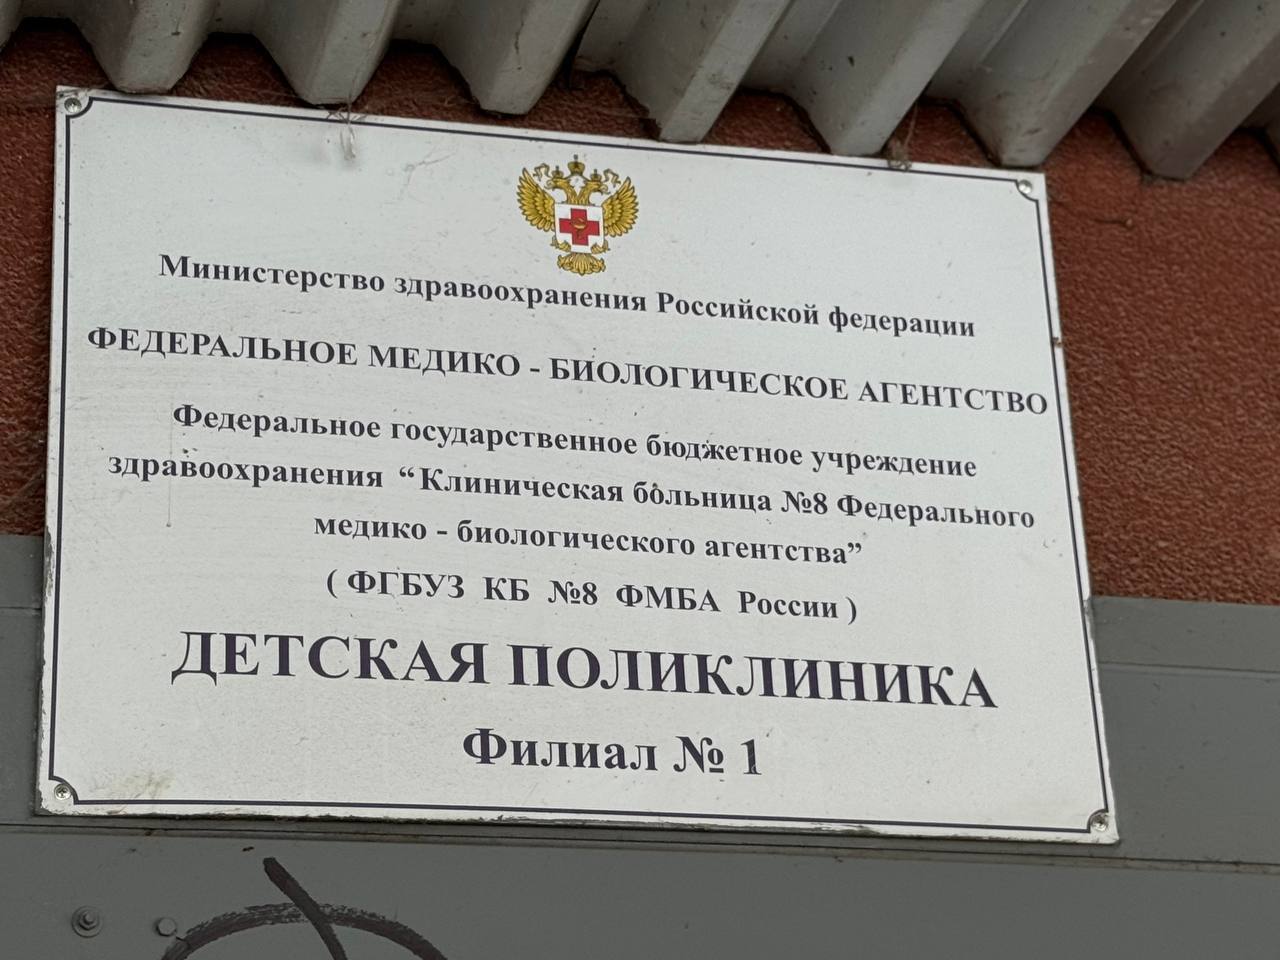 Министерство здравоохранения Российской федерации
ФЕДЕРАЛЬНОЕ МЕДИКО - БИОЛОГИЧЕСКОЕ АГЕНТСТВО
Федеральное государственное бюджетное учреждение
здравоохранения “Клиническая больница №8 Федерального
медико - биологического агентства”
( ФГБУЗ КБ №8 ФМБА России )
ДЕТСКАЯ ПОЛИКЛИНИКА
Филиал № 1